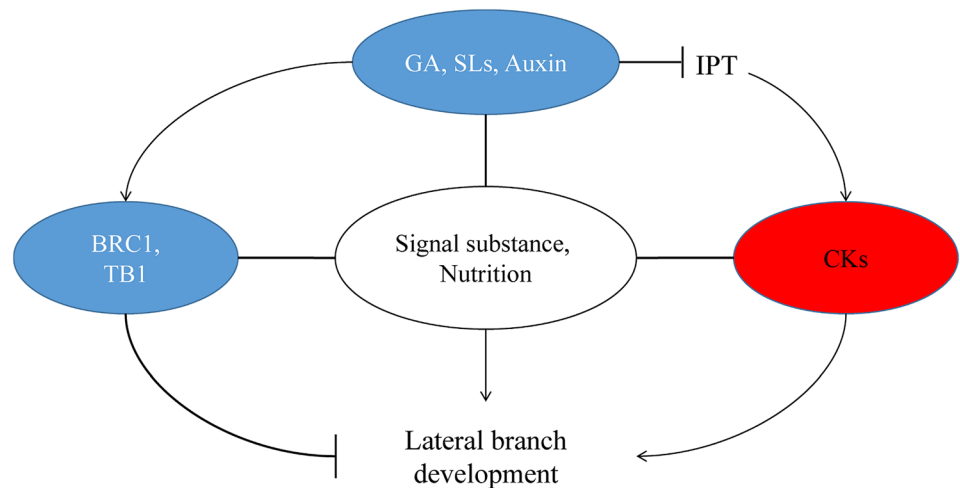 GA, SLs, Auxin
IPT
BRC1,
TB1
Signal substance,
Nutrition
CKs
Lateral branch
development